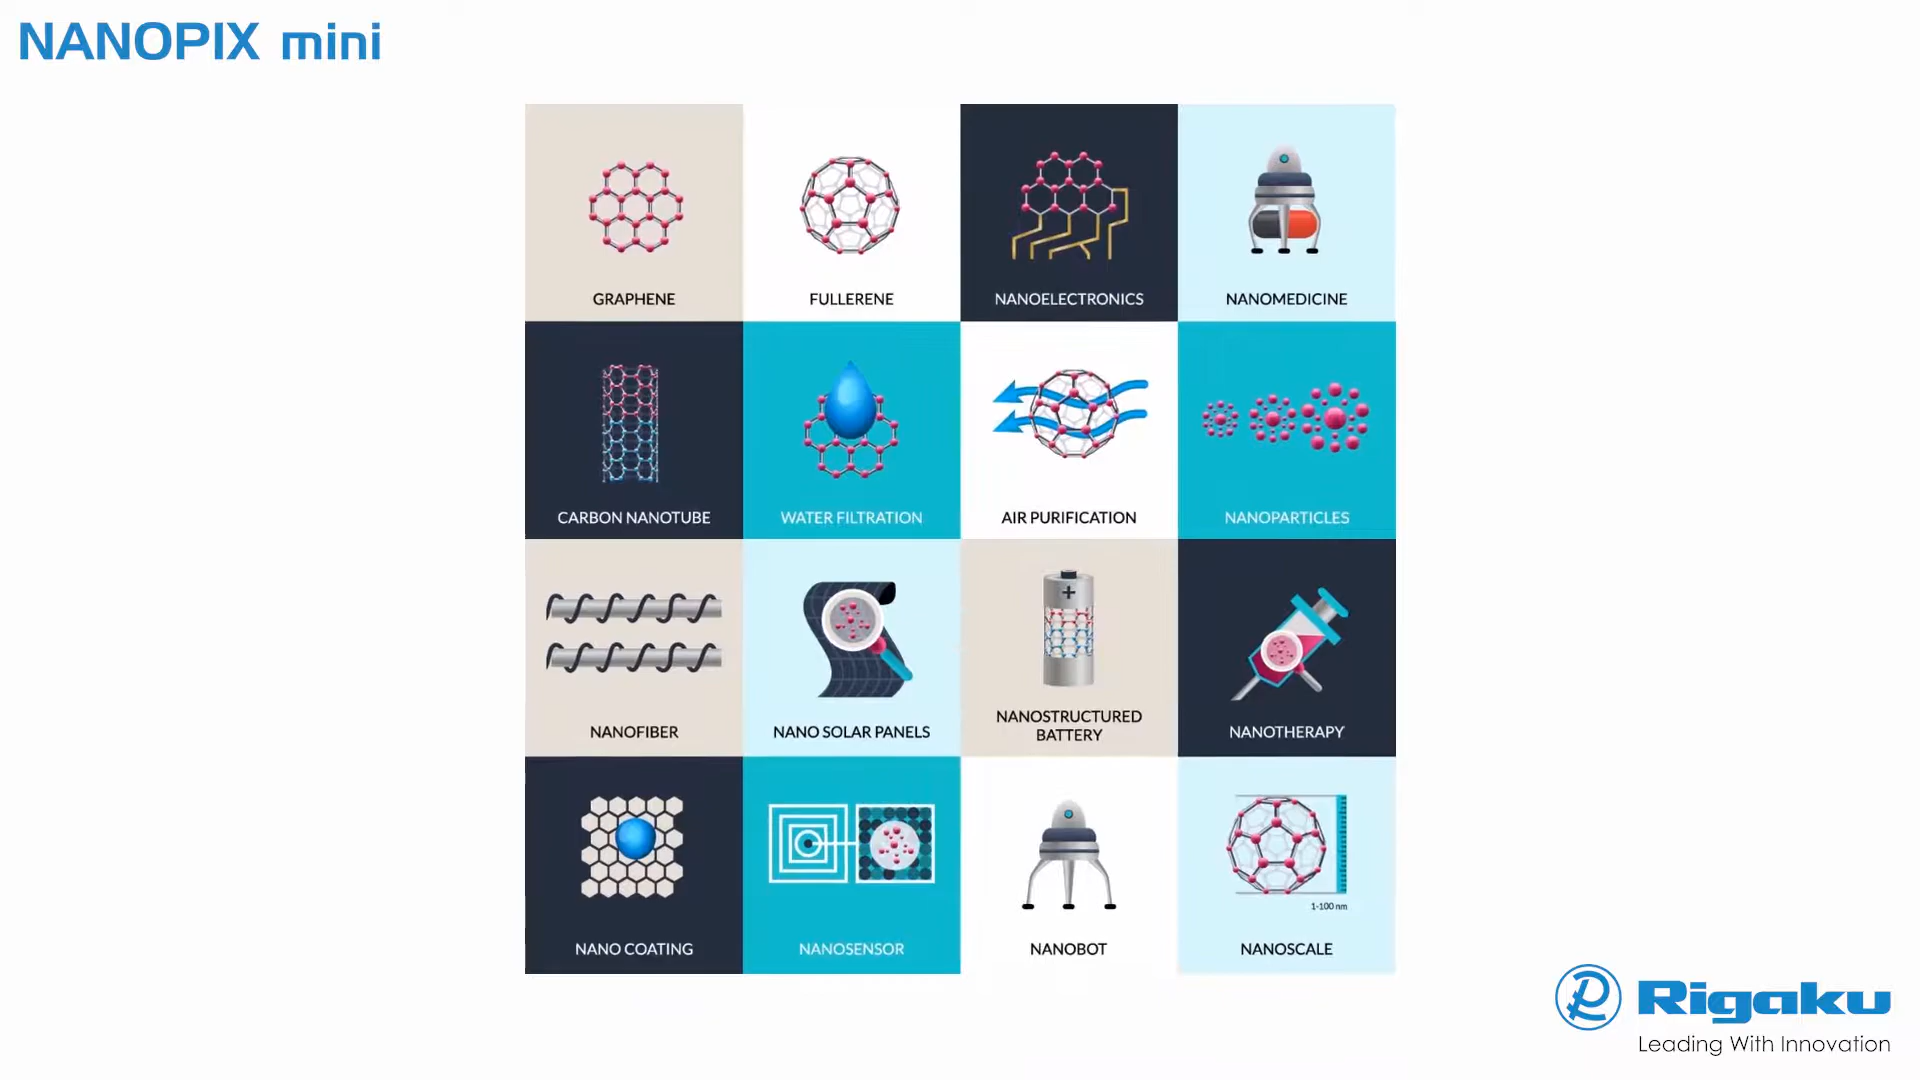 NANOPIX mini
GRAPHENE
FULLERENE
NANOELECTRONICS
NANOMEDICINE
CARBON NANOTUBE
WATER FILTRATION
AIR PURIFICATION
NANOPARTICLES
NANOFIBER
NANO SOLAR PANELS
NANOSTRUCTURED
BATTERY
NANOTHERAPY
NANO COATING
NANOSENSOR
NANOBOT
1-100 nm
NANOSCALE
Rigaku
Leading With Innovation